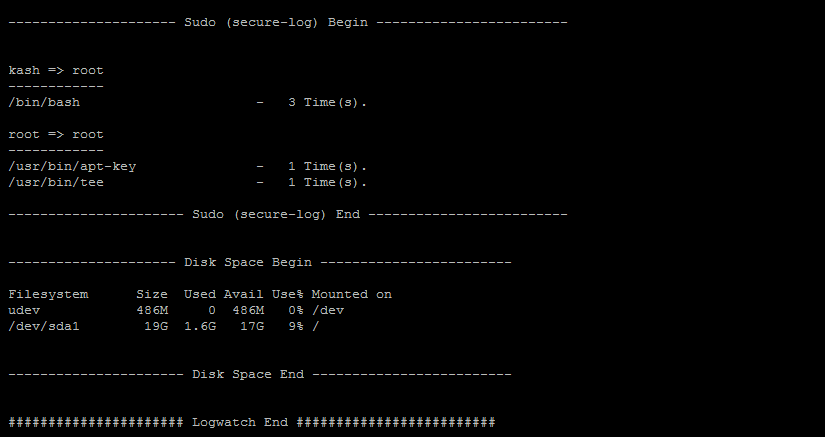 ---------------------- Sudo (secure-log) Begin ------------------------
kash => root
------------
/bin/bash                      -   3 Time(s).
root => root
------------
/usr/bin/apt-key               -   1 Time(s).
/usr/bin/tee                   -   1 Time(s).
---------------------- Sudo (secure-log) End -------------------------
--------------------- Disk Space Begin ------------------------
Filesystem      Size  Used Avail Use% Mounted on
udev            486M     0  486M   0% /dev
/dev/sda1        19G  1.6G   17G   9% /
---------------------- Disk Space End -------------------------
###################### Logwatch End #########################